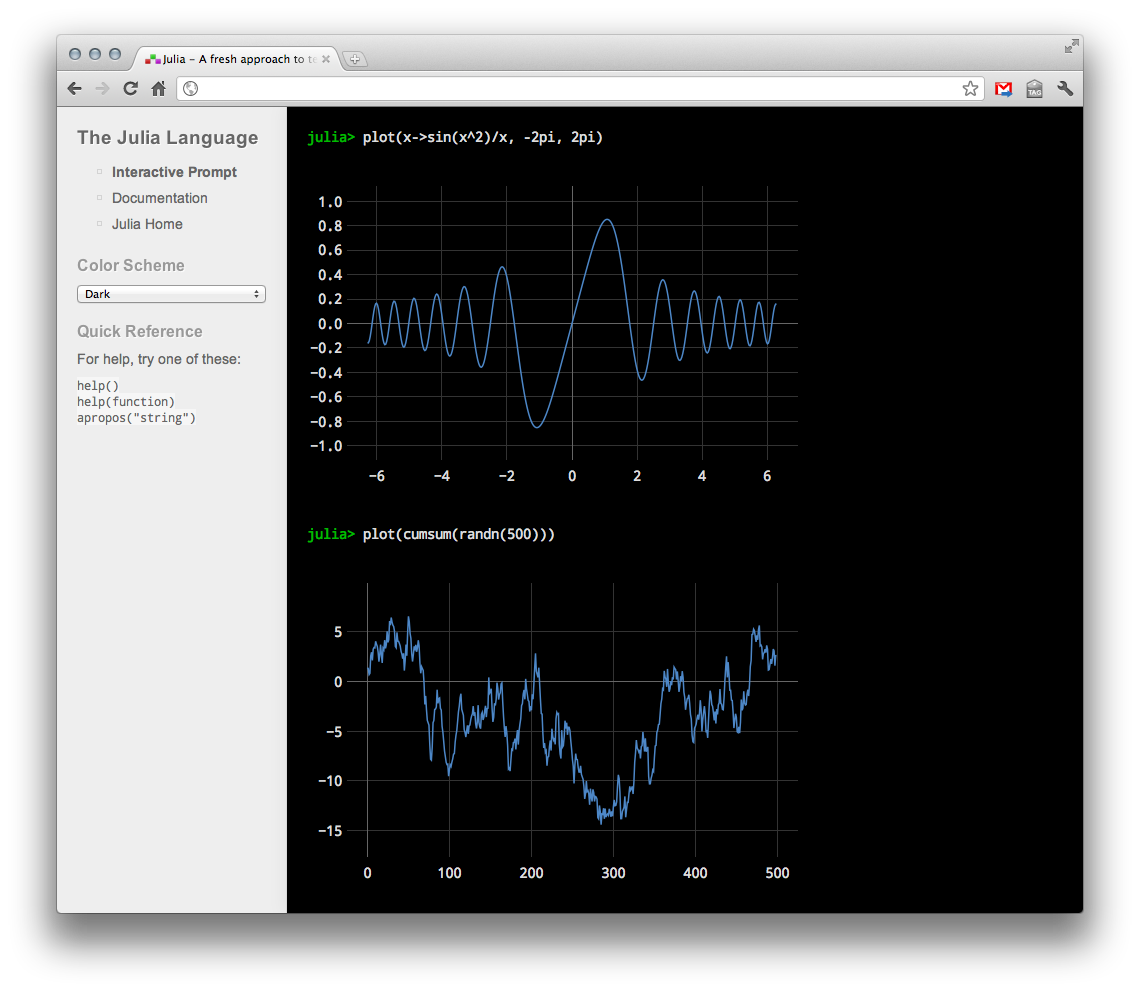 Julia – A fresh approach to te
TAG
The Julia Language
Interactive Prompt
Documentation
Julia Home
Color Scheme
Dark
Quick Reference
For help, try one of these:
help()
help(function)
apropos("string")
julia> plot(x->sin(x^2)/x, -2pi, 2pi)
1.0
0.8
0.6
0.4
0.2
0.0
−0.2
−0.4
−0.6
−0.8
−1.0
−6 −4 −2 0 2 4 6
julia> plot(cumsum(randn(500)))
5
0
−5
−10
−15
0 100 200 300 400 500